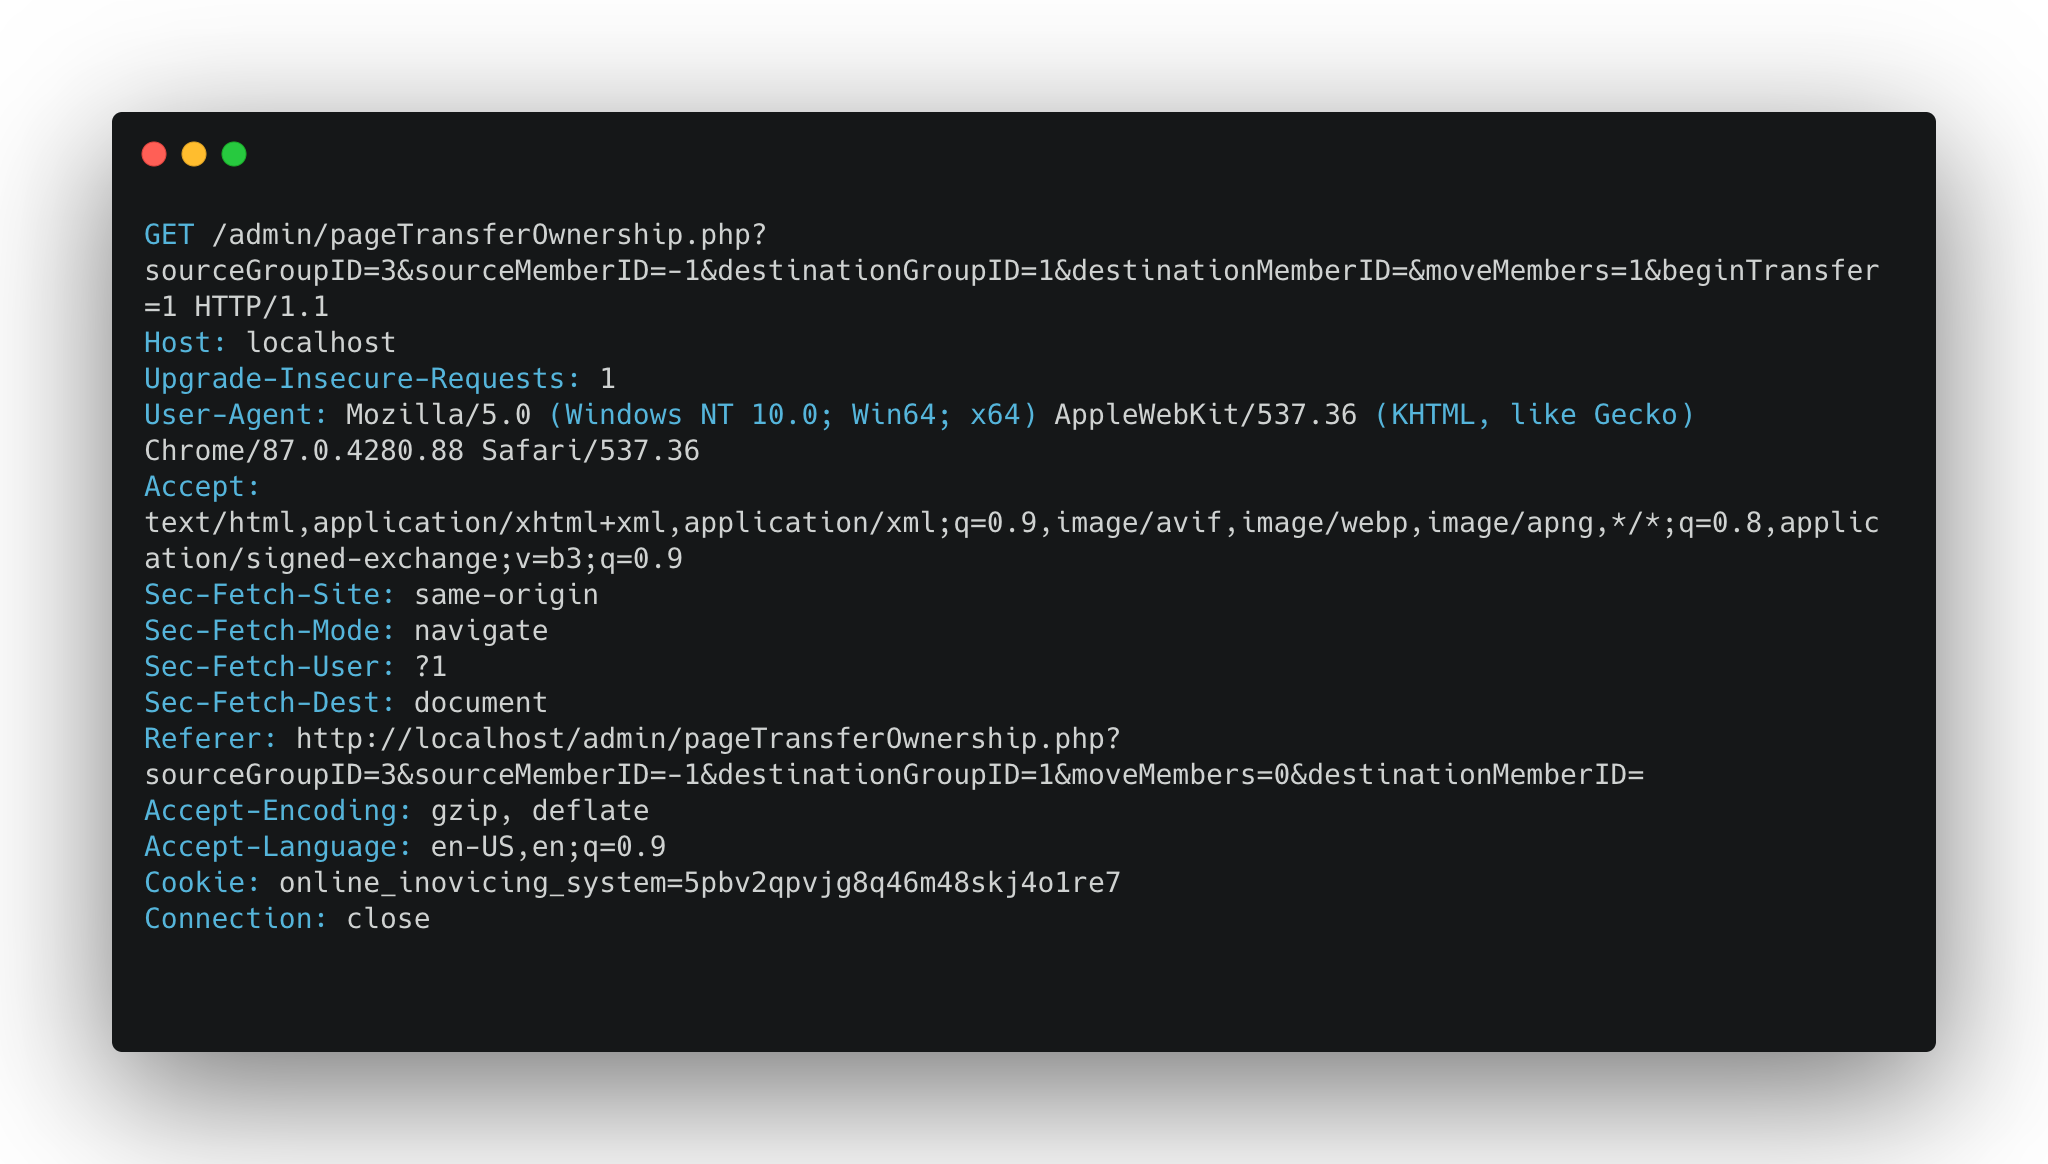 GET /admin/pageTransferOwnership.php?
sourceGroupID=3&sourceMemberID=-1&destinationGroupID=1&destinationMemberID=&moveMembers=1&beginTransfer
=1 HTTP/1.1
Host: localhost
Upgrade-Insecure-Requests: 1
User-Agent: Mozilla/5.0 (Windows NT 10.0; Win64; x64) AppleWebKit/537.36 (KHTML, like Gecko)
Chrome/87.0.4280.88 Safari/537.36
Accept:
text/html,application/xhtml+xml,application/xml;q=0.9,image/avif,image/webp,image/apng,*/*;q=0.8,applic
ation/signed-exchange;v=b3;q=0.9
Sec-Fetch-Site: same-origin
Sec-Fetch-Mode: navigate
Sec-Fetch-User: ?1
Sec-Fetch-Dest: document
Referer: http://localhost/admin/pageTransferOwnership.php?
sourceGroupID=3&sourceMemberID=-1&destinationGroupID=1&moveMembers=0&destinationMemberID=
Accept-Encoding: gzip, deflate
Accept-Language: en-US,en;q=0.9
Cookie: online_inovicing_system=5pbv2qpvjg8q46m48skj4o1re7
Connection: close